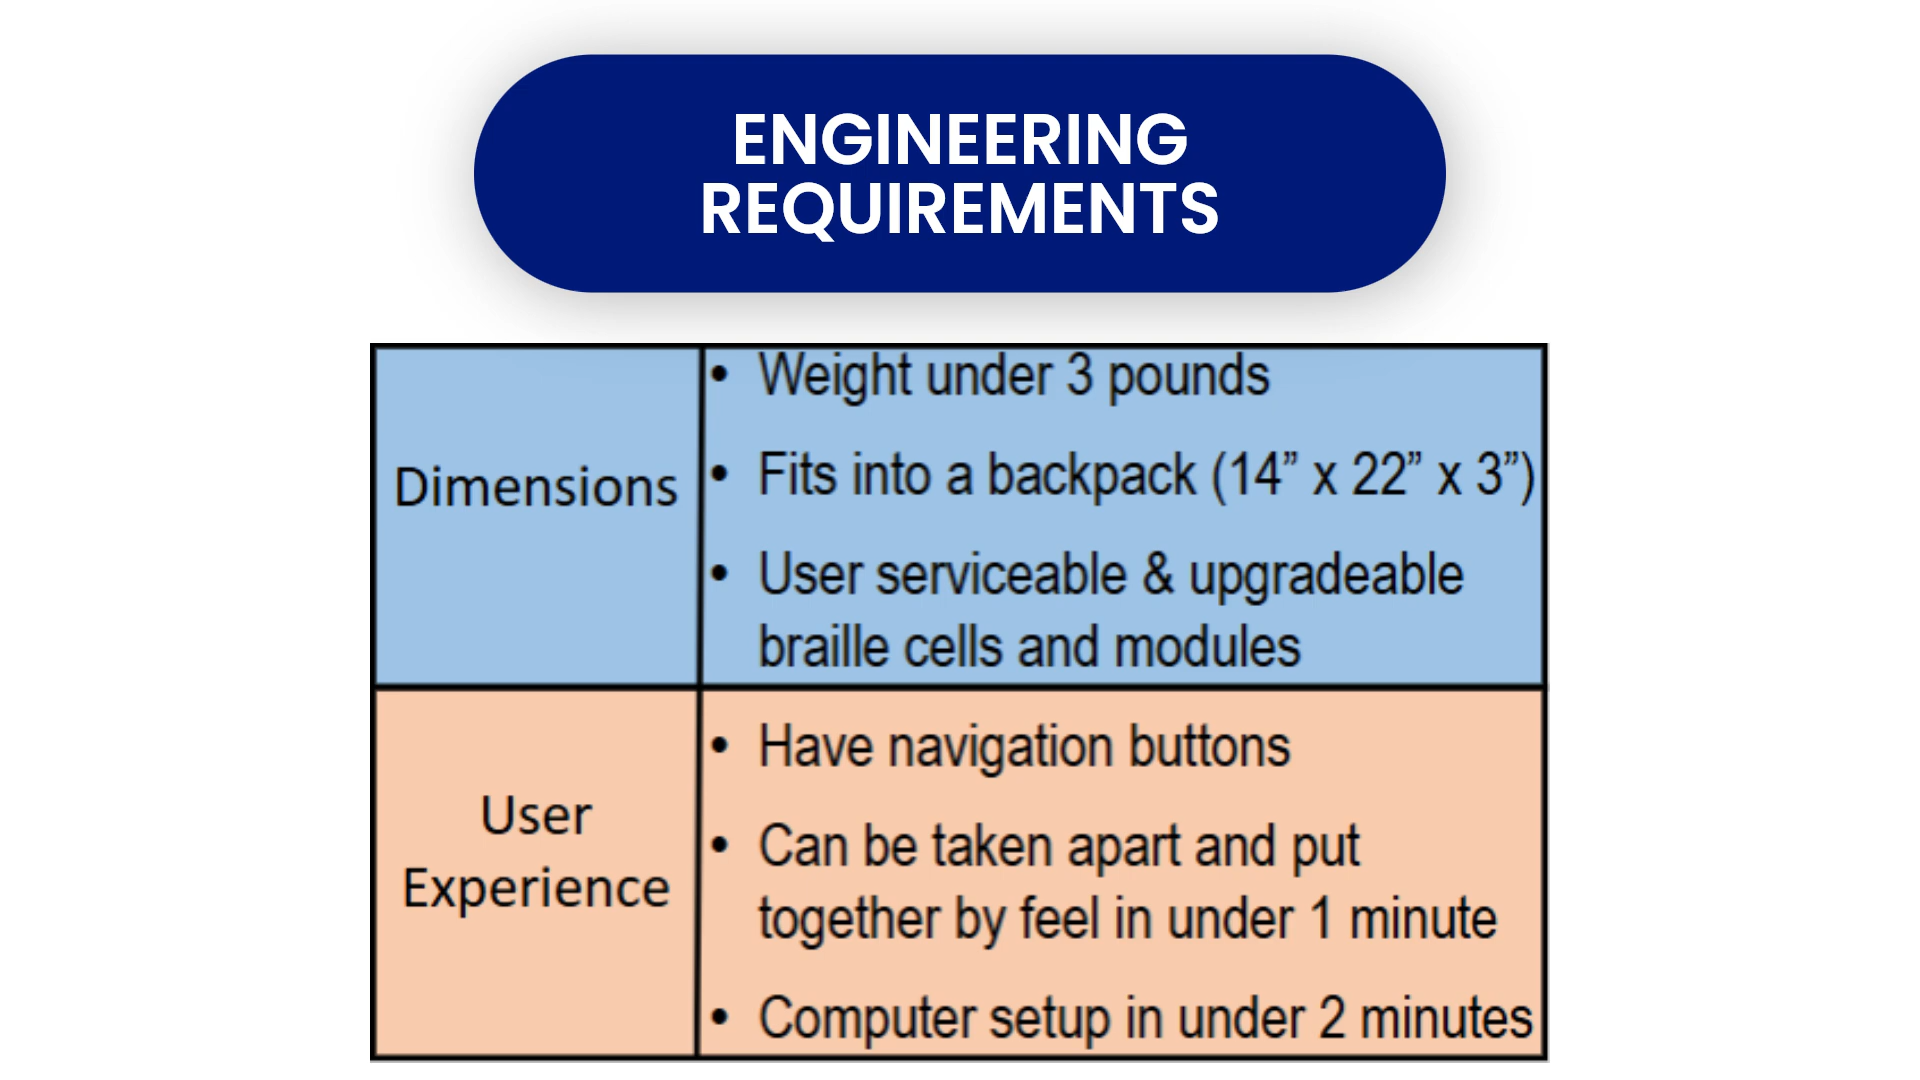 ENGINEERING
REQUIREMENTS
Dimensions
• Weight under 3 pounds
• Fits into a backpack (14” x 22” x 3”)
• User serviceable & upgradeable
braille cells and modules
User
Experience
• Have navigation buttons
• Can be taken apart and put
together by feel in under 1 minute
• Computer setup in under 2 minutes